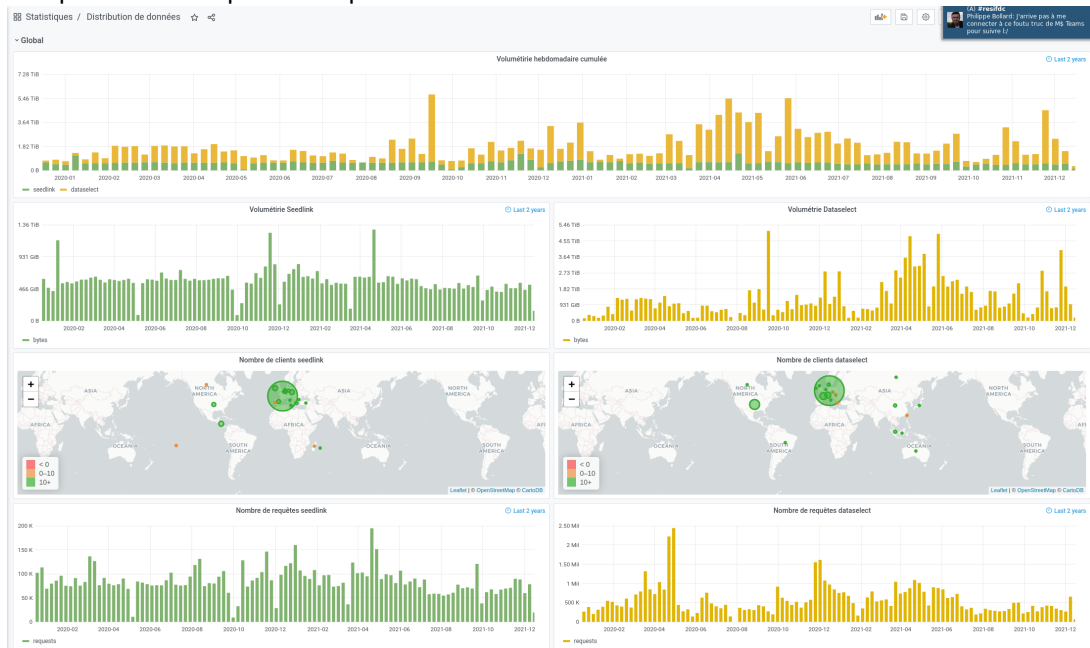 Statistiques / Distribution de données
(A) #resifdc
Philippe Bollard: J'arrive pas à me
connecter à ce foutu truc de M$ Teams
pour suivre l:/
Global
Volumétirie hebdomadaire cumulée
Last 2 years
7.28 TiB
5.46 TiB
3.64 TiB
1.82 TiB
0 B
2020-01 2020-02 2020-03 2020-04 2020-05 2020-06 2020-07 2020-08 2020-09 2020-10 2020-11 2020-12 2021-01 2021-02 2021-03 2021-04 2021-05 2021-06 2021-07 2021-08 2021-09 2021-10 2021-11 2021-12
seedlink dataselect
Volumétirie Seedlink
Last 2 years
1.36 TiB
931 GiB
466 GiB
0 B
2020-02 2020-04 2020-06 2020-08 2020-10 2020-12 2021-02 2021-04 2021-06 2021-08 2021-10 2021-12
bytes
Volumétrie Dataselect
Last 2 years
5.46 TiB
4.55 TiB
3.64 TiB
2.73 TiB
1.82 TiB
931 GiB
0 B
2020-02 2020-04 2020-06 2020-08 2020-10 2020-12 2021-02 2021-04 2021-06 2021-08 2021-10 2021-12
bytes
Nombre de clients seedlink
+
−
ASIA
NORTH
AMERICA
ASIA
NORTH
AMERICA
AFRICA
AFRICA
AFRI
OCEANIA
SOUTH
AMERICA
OCEANIA
SOUTH
AMERICA
< 0
0–10
10+
Leaflet | © OpenStreetMap © CartoDB
Nombre de clients dataselect
+
−
ASIA
NORTH
AMERICA
ASIA
NORTH
AMERICA
AFRICA
AFRICA
AFRI
OCEANIA
SOUTH
AMERICA
OCEANIA
SOUTH
AMERICA
< 0
0–10
10+
Leaflet | © OpenStreetMap © CartoDB
Nombre de requêtes seedlink
Last 2 years
200 K
150 K
100 K
50 K
0
2020-02 2020-04 2020-06 2020-08 2020-10 2020-12 2021-02 2021-04 2021-06 2021-08 2021-10 2021-12
requests
Nombre de requêtes dataselect
Last 2 years
2.50 Mil
2 Mil
1.50 Mil
1 Mil
500 K
0
2020-02 2020-04 2020-06 2020-08 2020-10 2020-12 2021-02 2021-04 2021-06 2021-08 2021-10 2021-12
requests